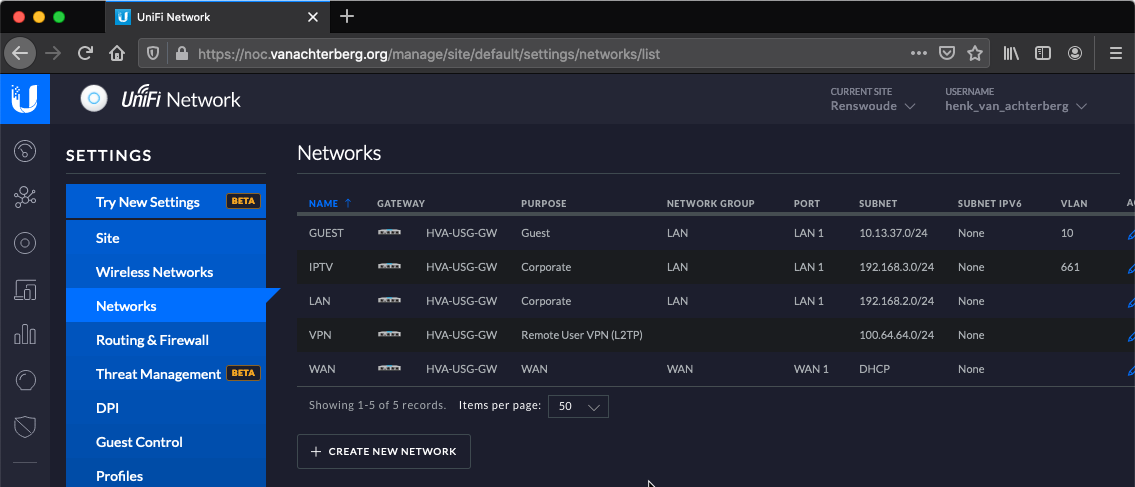 UniFi Network
https://noc.vanachterberg.org/manage/site/default/settings/networks/list
UniFi Network
CURRENT SITE
Renswoude
USERNAME
henk_van_achterberg
SETTINGS
Try New Settings BETA
Site
Wireless Networks
Networks
Routing & Firewall
Threat Management BETA
DPI
Guest Control
Profiles
Networks
NAME ↑ GATEWAY PURPOSE NETWORK GROUP PORT SUBNET SUBNET IPV6 VLAN
GUEST HVA-USG-GW Guest LAN LAN 1 10.13.37.0/24 None 10
IPTV HVA-USG-GW Corporate LAN LAN 1 192.168.3.0/24 None 661
LAN HVA-USG-GW Corporate LAN LAN 1 192.168.2.0/24 None
VPN HVA-USG-GW Remote User VPN (L2TP) 100.64.64.0/24 None
WAN HVA-USG-GW WAN WAN WAN 1 DHCP None
Showing 1-5 of 5 records. Items per page: 50
+ CREATE NEW NETWORK